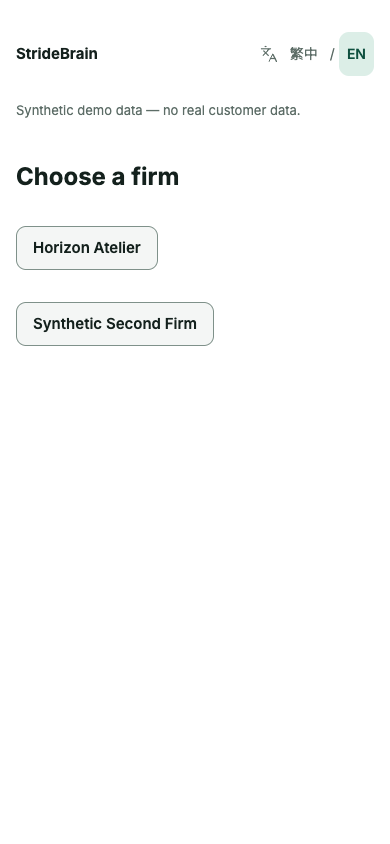 StrideBrain
繁中 / EN
Synthetic demo data — no real customer data.
Choose a firm
Horizon Atelier
Synthetic Second Firm